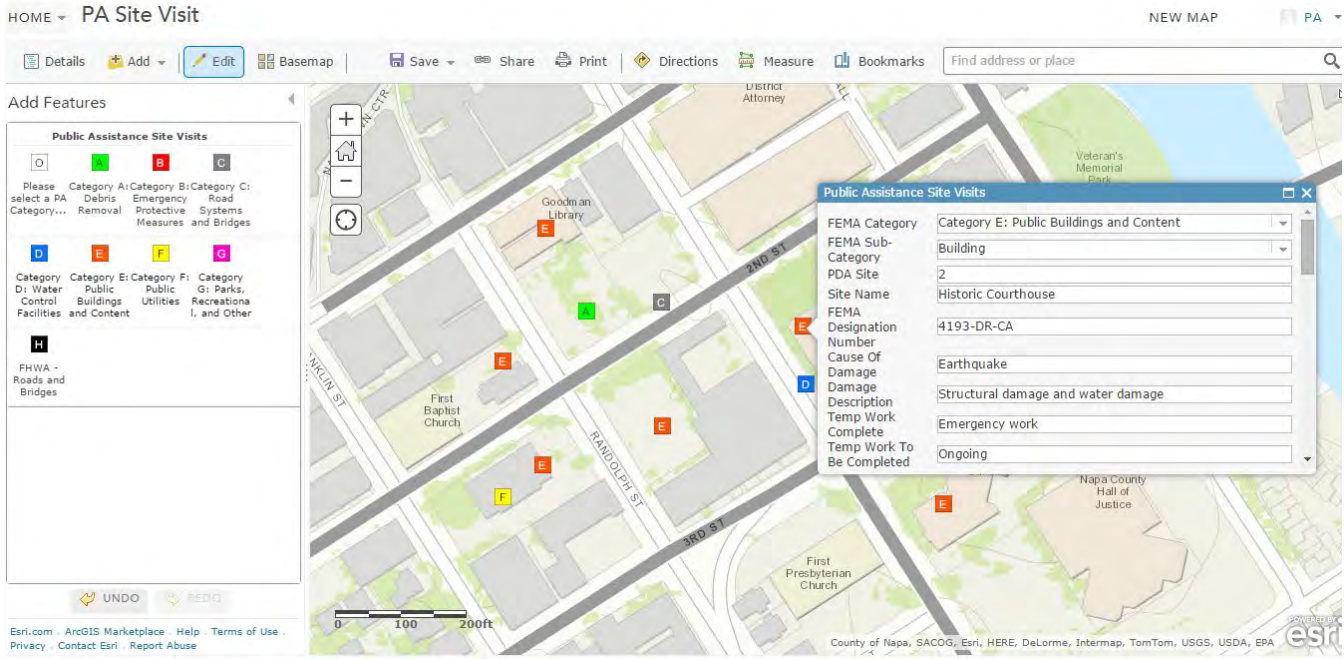 HOME PA Site Visit NEW MAP PA
Details Add Edit Basemap Save Share Print Directions Measure Bookmarks Find address or place
Add Features
Public Assistance Site Visits
O A B C
Please Category A: Category B: Category C:
select a PA Debris Emergency Road
Category... Removal Protective Systems
Measures and Bridges
D E F G
Category Category E: Category F: Category
D: Water Public Public G: Parks,
Control Buildings Utilities Recreationa
Facilities and Content l, and Other
H
FHWA -
Roads and
Bridges
UNDO REDO
Esri.com . ArcGIS Marketplace . Help . Terms of Use .
Privacy . Contact Esri . Report Abuse
District
Attorney
Veteran's
Memorial
Park
Goodman
Library
E
2ND ST
A
C
E
First
Baptist
Church
E
E
F
RANDOLPH ST
3RD ST
First
Presbyterian
Church
E
D
E
Napa County
Hall of
Justice
Public Assistance Site Visits
FEMA Category Category E: Public Buildings and Content
FEMA Sub-
Category Building
PDA Site 2
Site Name Historic Courthouse
FEMA
Designation 4193-DR-CA
Number
Cause Of
Damage Earthquake
Damage
Description Structural damage and water damage
Temp Work
Complete Emergency work
Temp Work To
Be Completed Ongoing
0 100 200ft
County of Napa, SACOG, Esri, HERE, DeLorme, Intermap, TomTom, USGS, USDA, EPA
POWERED BY
esri